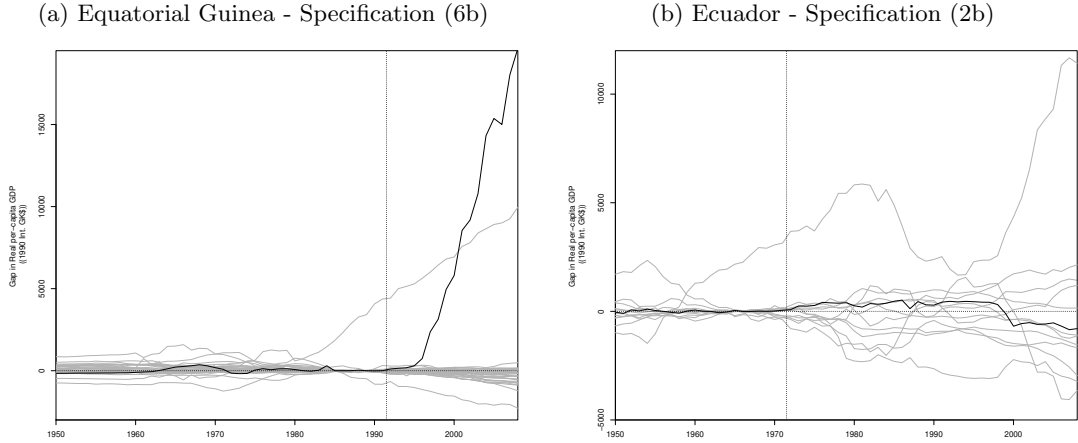 (a) Equatorial Guinea - Specification (6b)
Gap in Real per-capita GDP
((1990 Int. GK$))
15000
10000
5000
0
1950 1960 1970 1980 1990 2000
(b) Ecuador - Specification (2b)
Gap in Real per-capita GDP
((1990 Int. GK$))
10000
5000
0
−5000
1950 1960 1970 1980 1990 2000